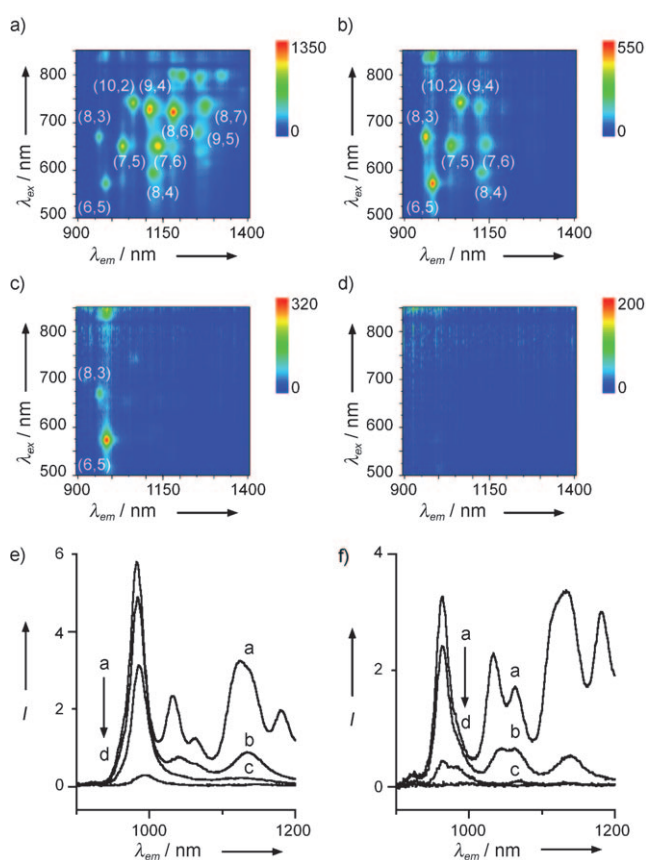 a)
1350
0
800
700
600
500
λex / nm
(10,2) (9,4)
(8,3)
(8,7)
(8,6)
(9,5)
(7,5)
(7,6)
(8,4)
(6,5)
900 1150 1400
λem / nm
b)
550
0
800
700
600
500
λex / nm
(10,2) (9,4)
(8,3)
(7,5) (7,6)
(8,4)
(6,5)
900 1150 1400
λem / nm
c)
320
0
800
700
600
500
λex / nm
(8,3)
(6,5)
900 1150 1400
λem / nm
d)
200
0
800
700
600
500
λex / nm
900 1150 1400
λem / nm
e)
6
4
2
0
I
a
d
a
b
c
1000 1200
λem / nm
f)
4
2
0
I
a
d
a
b
c
1000 1200
λem / nm